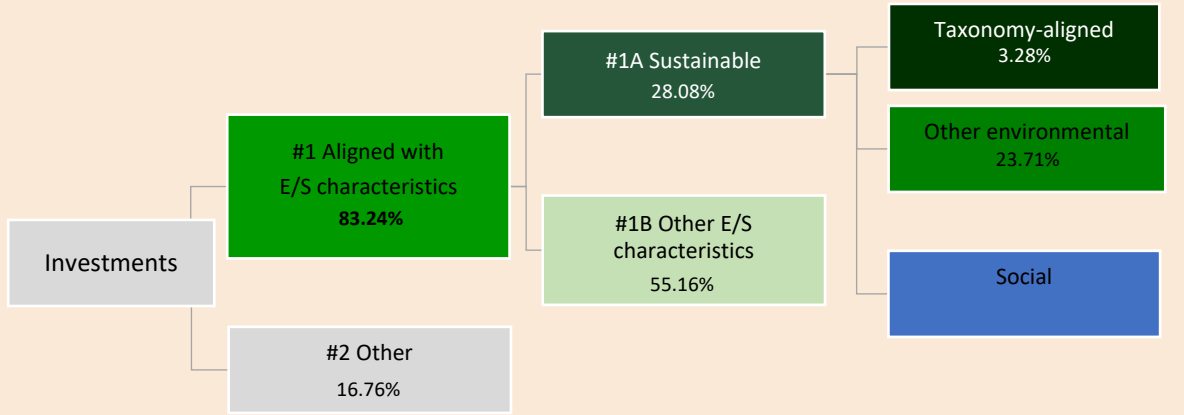 Investments
#1 Aligned with
E/S characteristics
83.24%
#2 Other
16.76%
#1A Sustainable
28.08%
#1B Other E/S
characteristics
55.16%
Taxonomy-aligned
3.28%
Other environmental
23.71%
Social